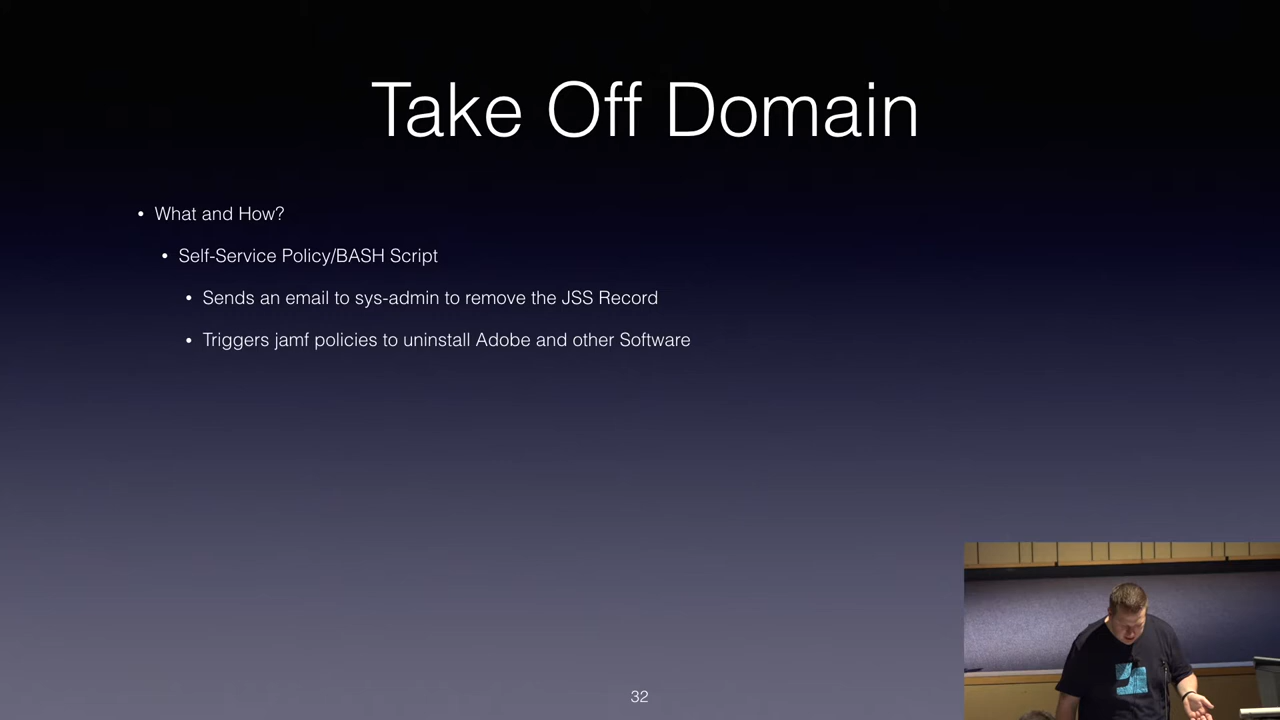 Take Off Domain
• What and How?
• Self-Service Policy/BASH Script
• Sends an email to sys-admin to remove the JSS Record
• Triggers jamf policies to uninstall Adobe and other Software
32